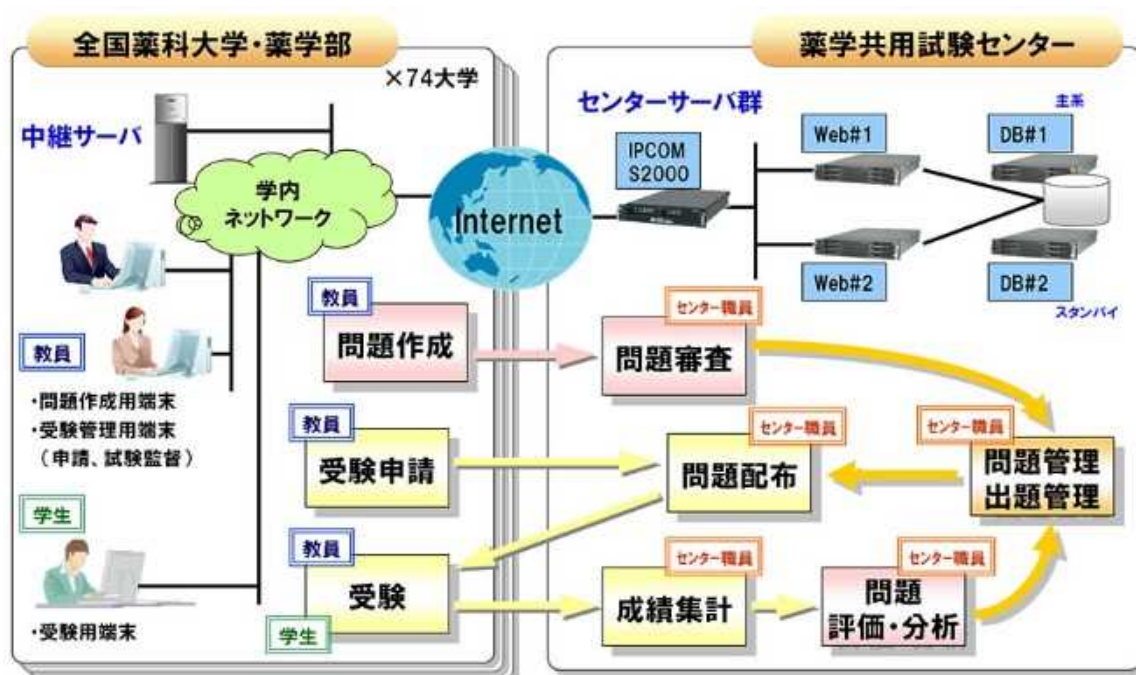 全国薬科大学・薬学部
×74大学
中継サーバ
学内
ネットワーク
教員
・問題作成用端末
・受験管理用端末
（申請、試験監督）
学生
・受験用端末
Internet
薬学共用試験センター
センターサーバ群
IPCOM
S2000
Web#1
Web#2
主系
DB#1
DB#2
スタンバイ
教員
問題作成
センター職員
問題審査
教員
受験申請
センター職員
問題配布
センター職員
問題管理
出題管理
教員
受験
学生
センター職員
成績集計
センター職員
問題
評価・分析